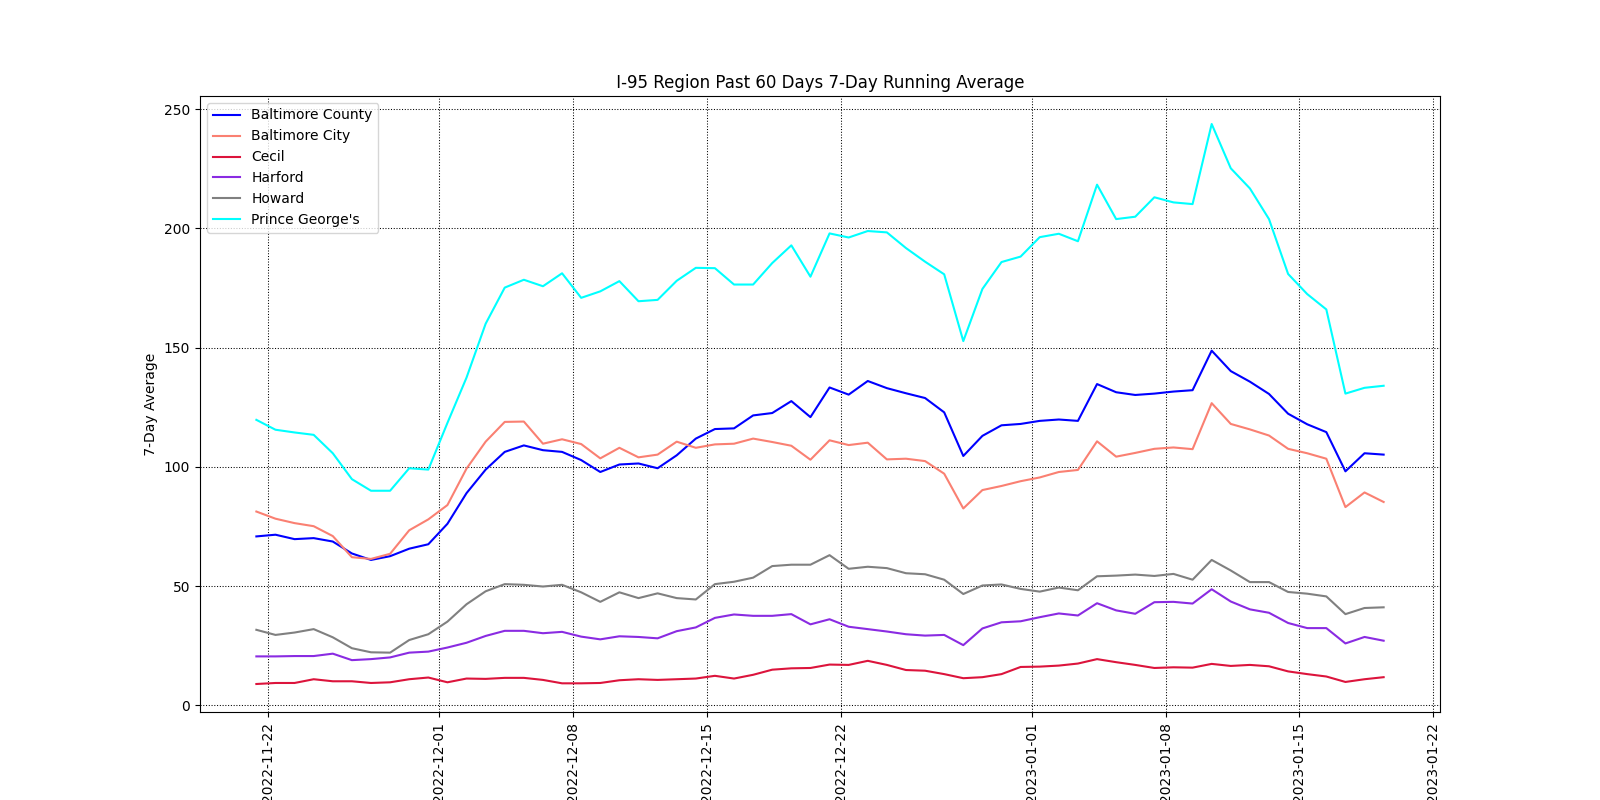 I-95 Region Past 60 Days 7-Day Running Average
250
200
150
100
50
0
7-Day Average
Baltimore County
Baltimore City
Cecil
Harford
Howard
Prince George's
2022-11-22
2022-12-01
2022-12-08
2022-12-15
2022-12-22
2023-01-01
2023-01-08
2023-01-15
2023-01-22